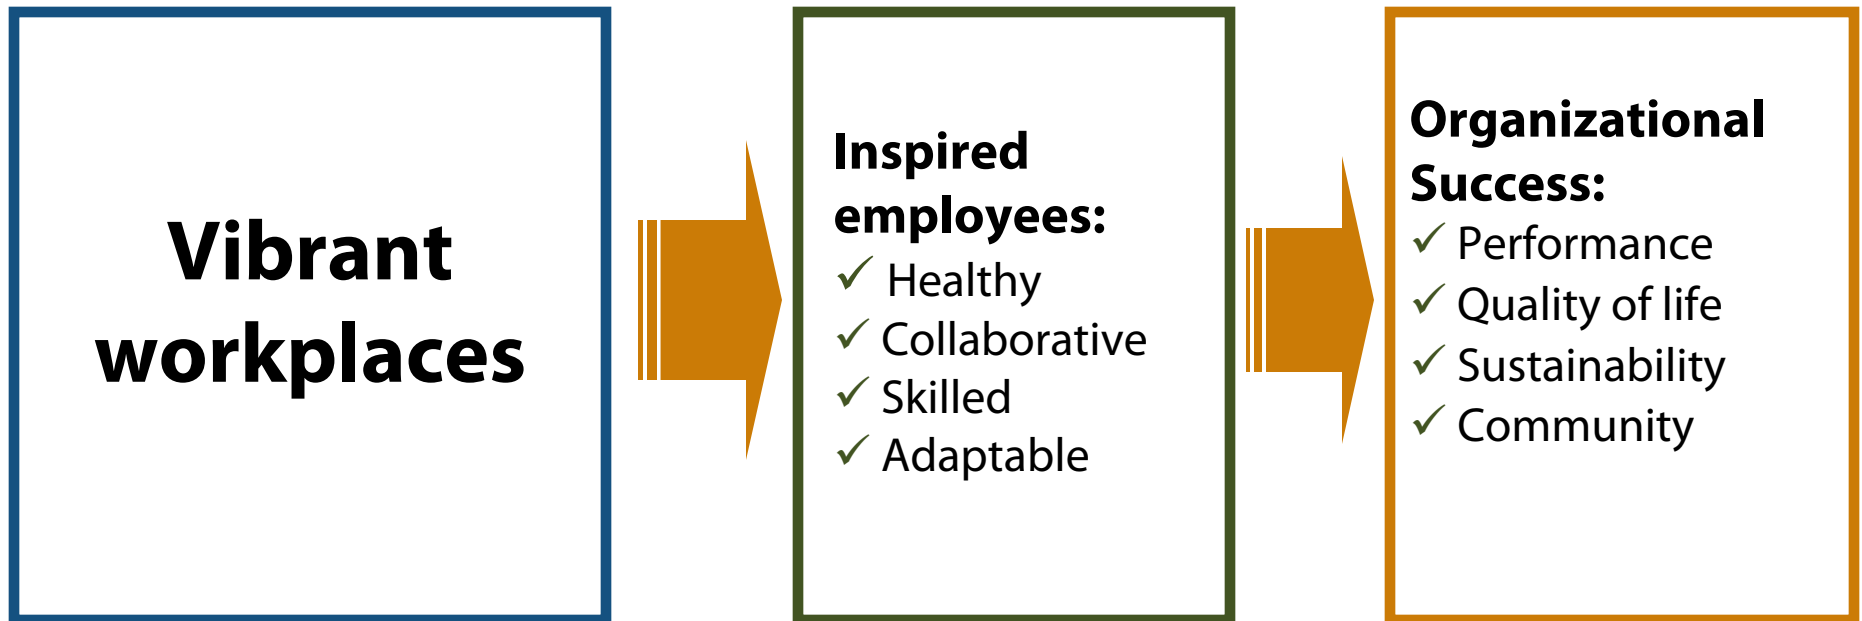 Vibrant
workplaces
Inspired
employees:
✓ Healthy
✓ Collaborative
✓ Skilled
✓ Adaptable
Organizational
Success:
✓ Performance
✓ Quality of life
✓ Sustainability
✓ Community